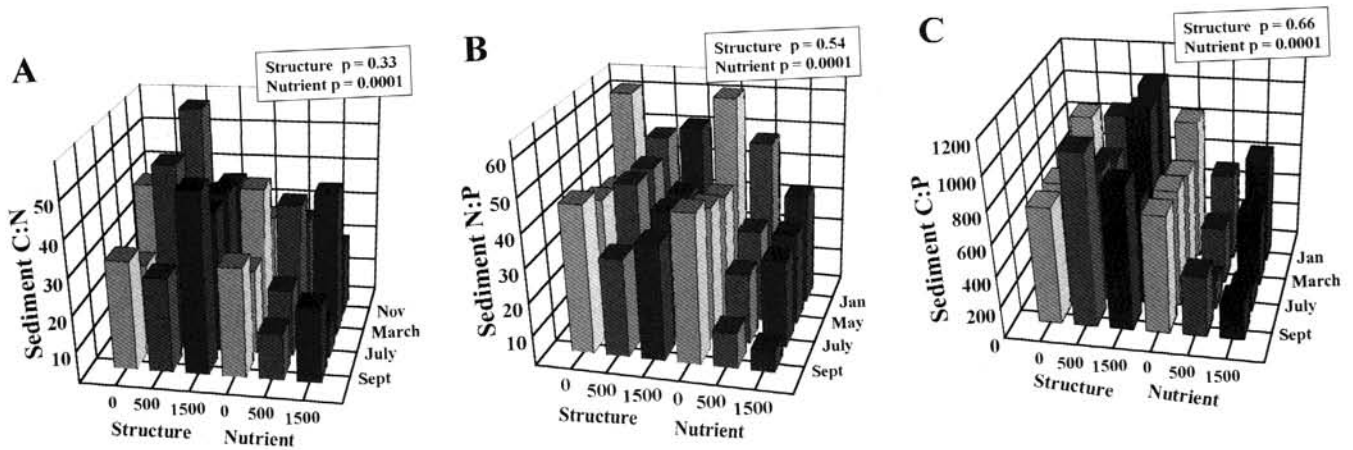 A
Structure p = 0.33
Nutrient p = 0.0001
Sediment C:N
50
40
30
20
10
0 500 1500 0 500 1500
Structure Nutrient
Nov
March
July
Sept
B
Structure p = 0.54
Nutrient p = 0.0001
Sediment N:P
60
50
40
30
20
10
0 500 1500 0 500 1500
Structure Nutrient
Jan
May
July
Sept
C
Structure p = 0.66
Nutrient p = 0.0001
Sediment C:P
1200
1000
800
600
400
200
0
0 500 1500 0 500 1500
Structure Nutrient
Jan
March
July
Sept